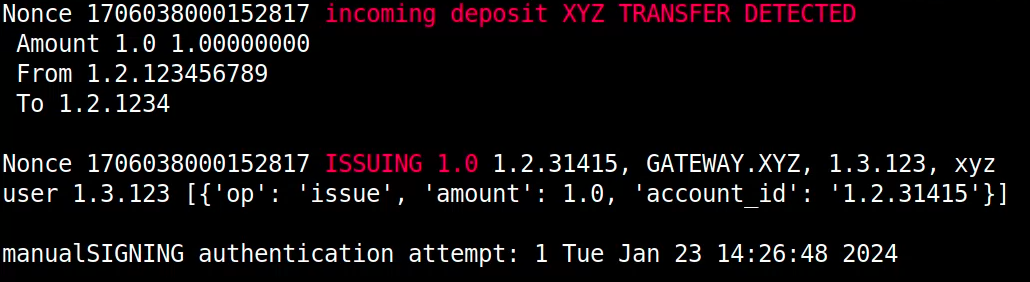 Nonce 1706038000152817 incoming deposit XYZ TRANSFER DETECTED
Amount 1.0 1.00000000
From 1.2.123456789
To 1.2.1234
Nonce 1706038000152817 ISSUING 1.0 1.2.31415, GATEWAY.XYZ, 1.3.123, xyz
user 1.3.123 [{'op': 'issue', 'amount': 1.0, 'account_id': '1.2.31415'}]
manualSIGNING authentication attempt: 1 Tue Jan 23 14:26:48 2024